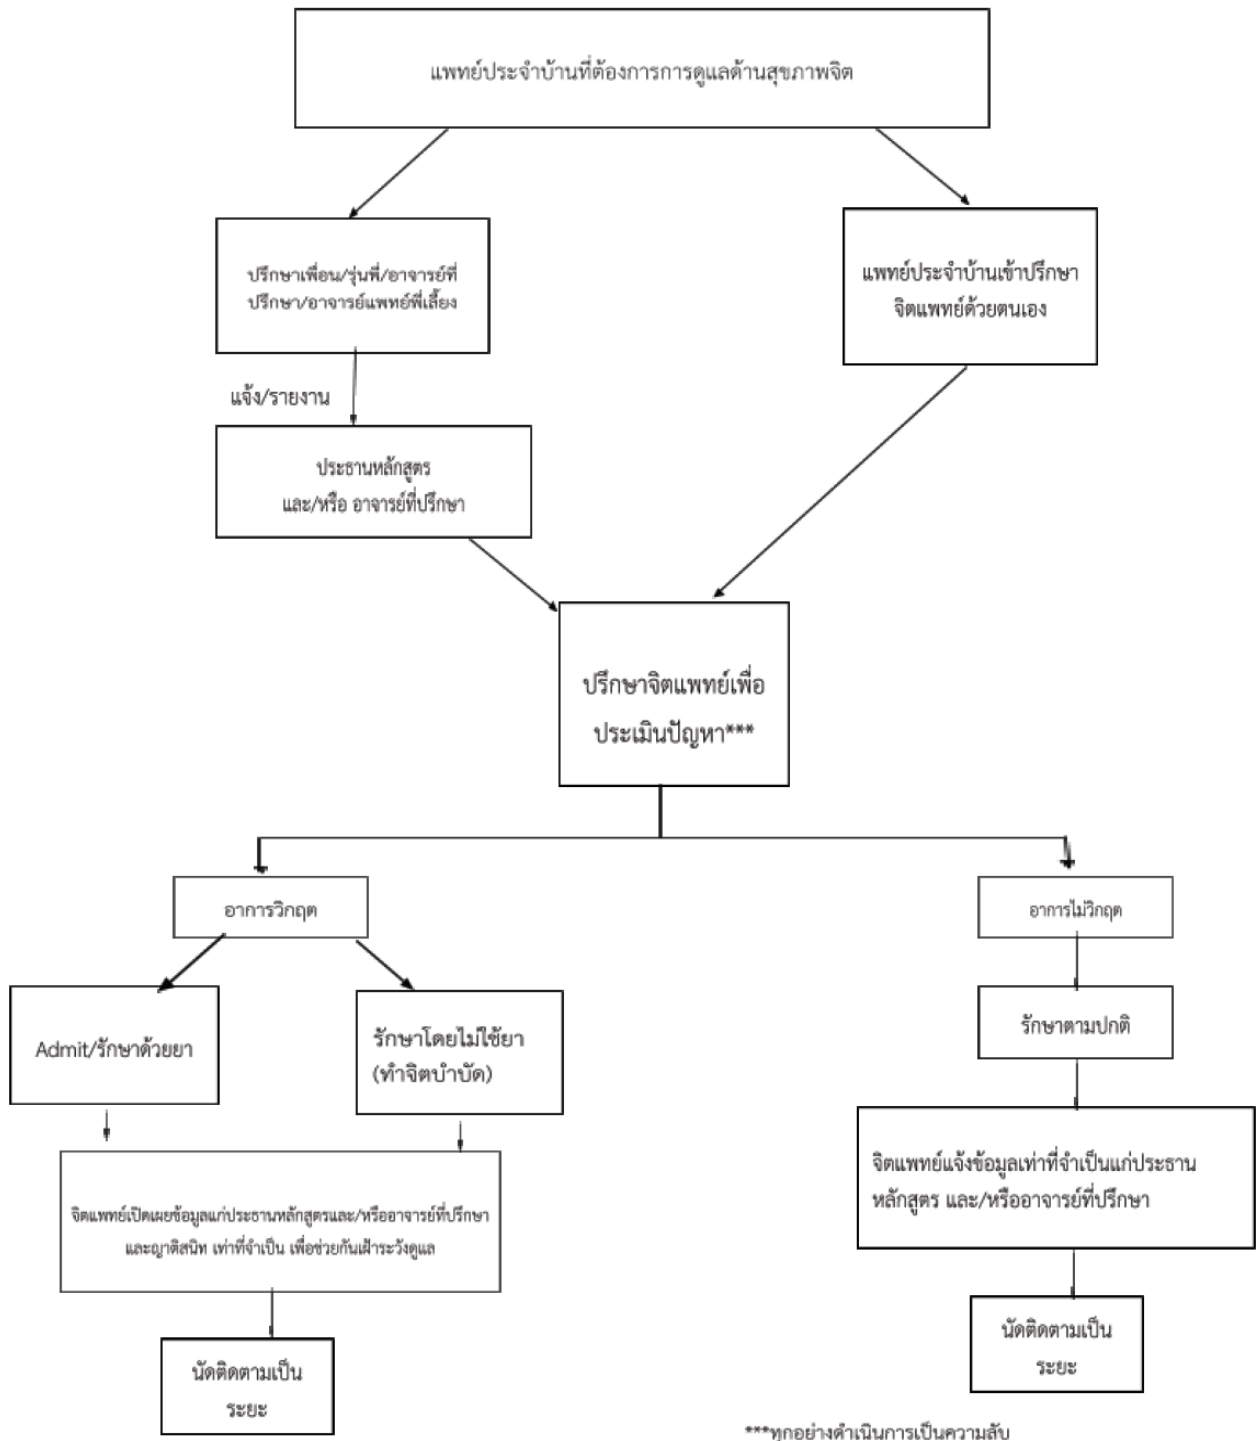 แพทย์ประจำบ้านที่ต้องการการดูแลด้านสุขภาพจิต
ปรึกษาเพื่อน/รุ่นพี่/อาจารย์ที่
ปรึกษา/อาจารย์แพทย์พี่เลี้ยง
แพทย์ประจำบ้านเข้าปรึกษา
จิตแพทย์ด้วยตนเอง
แจ้ง/รายงาน
ประธานหลักสูตร
และ/หรือ อาจารย์ที่ปรึกษา
ปรึกษาจิตแพทย์เพื่อ
ประเมินปัญหา***
อาการวิกฤต
อาการไม่วิกฤต
Admit/รักษาด้วยยา
รักษาโดยไม่ใช้ยา
(ทำจิตบำบัด)
รักษาตามปกติ
จิตแพทย์เปิดเผยข้อมูลแก่ประธานหลักสูตรและ/หรืออาจารย์ที่ปรึกษา
และญาติสนิท เท่าที่จำเป็น เพื่อช่วยกันเฝ้าระวังดูแล
จิตแพทย์แจ้งข้อมูลเท่าที่จำเป็นแก่ประธาน
หลักสูตร และ/หรืออาจารย์ที่ปรึกษา
นัดติดตามเป็น
ระยะ
นัดติดตามเป็น
ระยะ
***ทุกอย่างดำเนินการเป็นความลับ